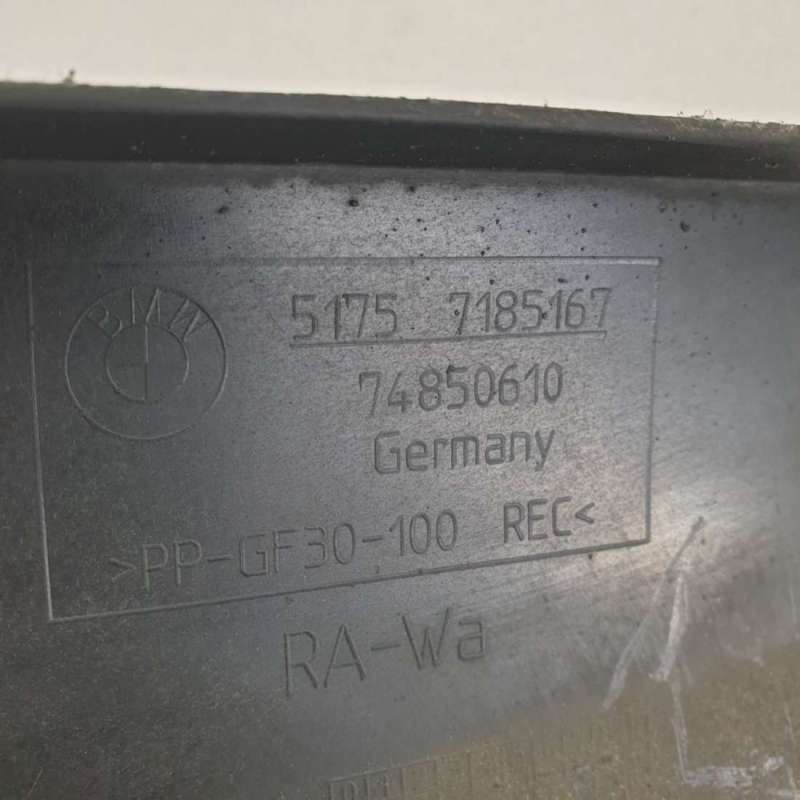 BMW
5175 7185167
74850610
Germany
>PP-GF30-100 REC<
RA-Wa